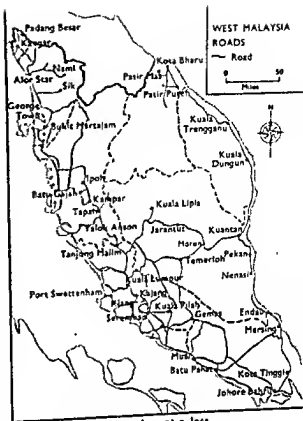 WEST MALAYSIA
ROADS
Road
0 50
Miles
N
Padang Besar
Kangar
Kota Bharu
Nami
Pasir Mas
Alor Star
Sik
Pasir Puteh
George
Town
Kuala
Trengganu
Bukit Mertajam
Kuala
Dungun
Ipoh
Batu Gajah
Kampar
Kuala Lipis
Tapah
Telok Anson
Jarantut
Kuantan
Maran
Tanjong Malim
Temerloh
Pekan
Nenasi
Kuala Lumpur
Port Swettenham
Kajang
Klang
Kuala Pilah
Endau
Seremban
Gemas
Mersing
Muar
Batu Pahat
Kota Tinggi
Johore Bahru